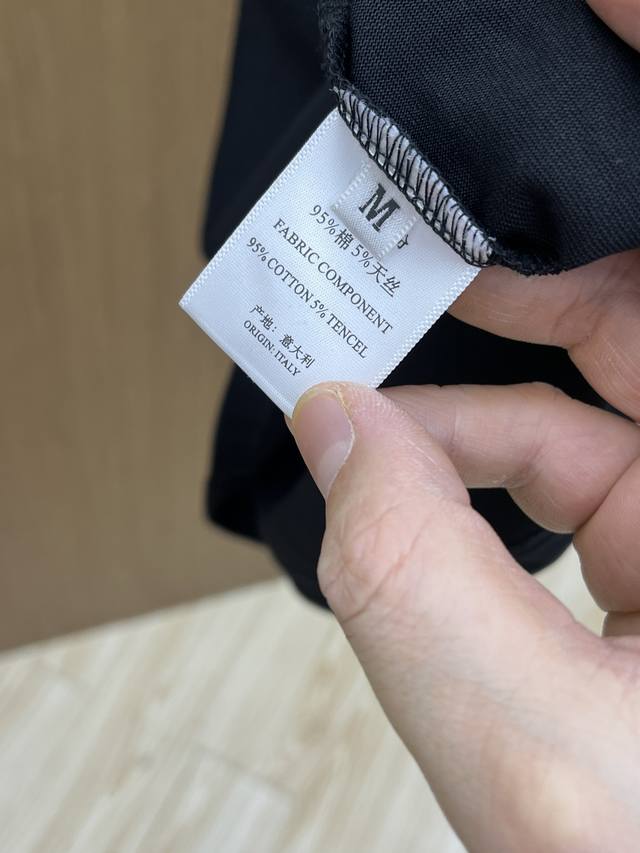 M
95%棉 5%天丝
FABRIC COMPONENT
95% COTTON 5% TENCEL
产地：意大利
ORIGIN: ITALY